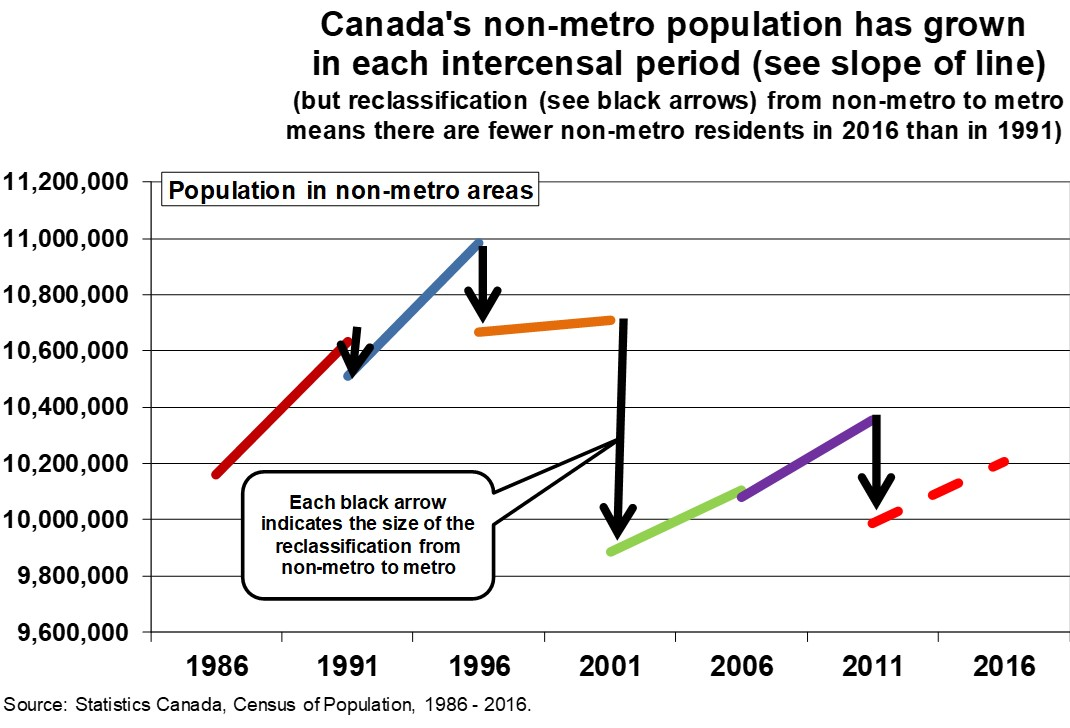 Canada's non-metro population has grown
in each intercensal period (see slope of line)
(but reclassification (see black arrows) from non-metro to metro
means there are fewer non-metro residents in 2016 than in 1991)
Population in non-metro areas
11,200,000
11,000,000
10,800,000
10,600,000
10,400,000
10,200,000
10,000,000
9,800,000
9,600,000
Each black arrow
indicates the size of the
reclassification from
non-metro to metro
1986 1991 1996 2001 2006 2011 2016
Source: Statistics Canada, Census of Population, 1986 - 2016.